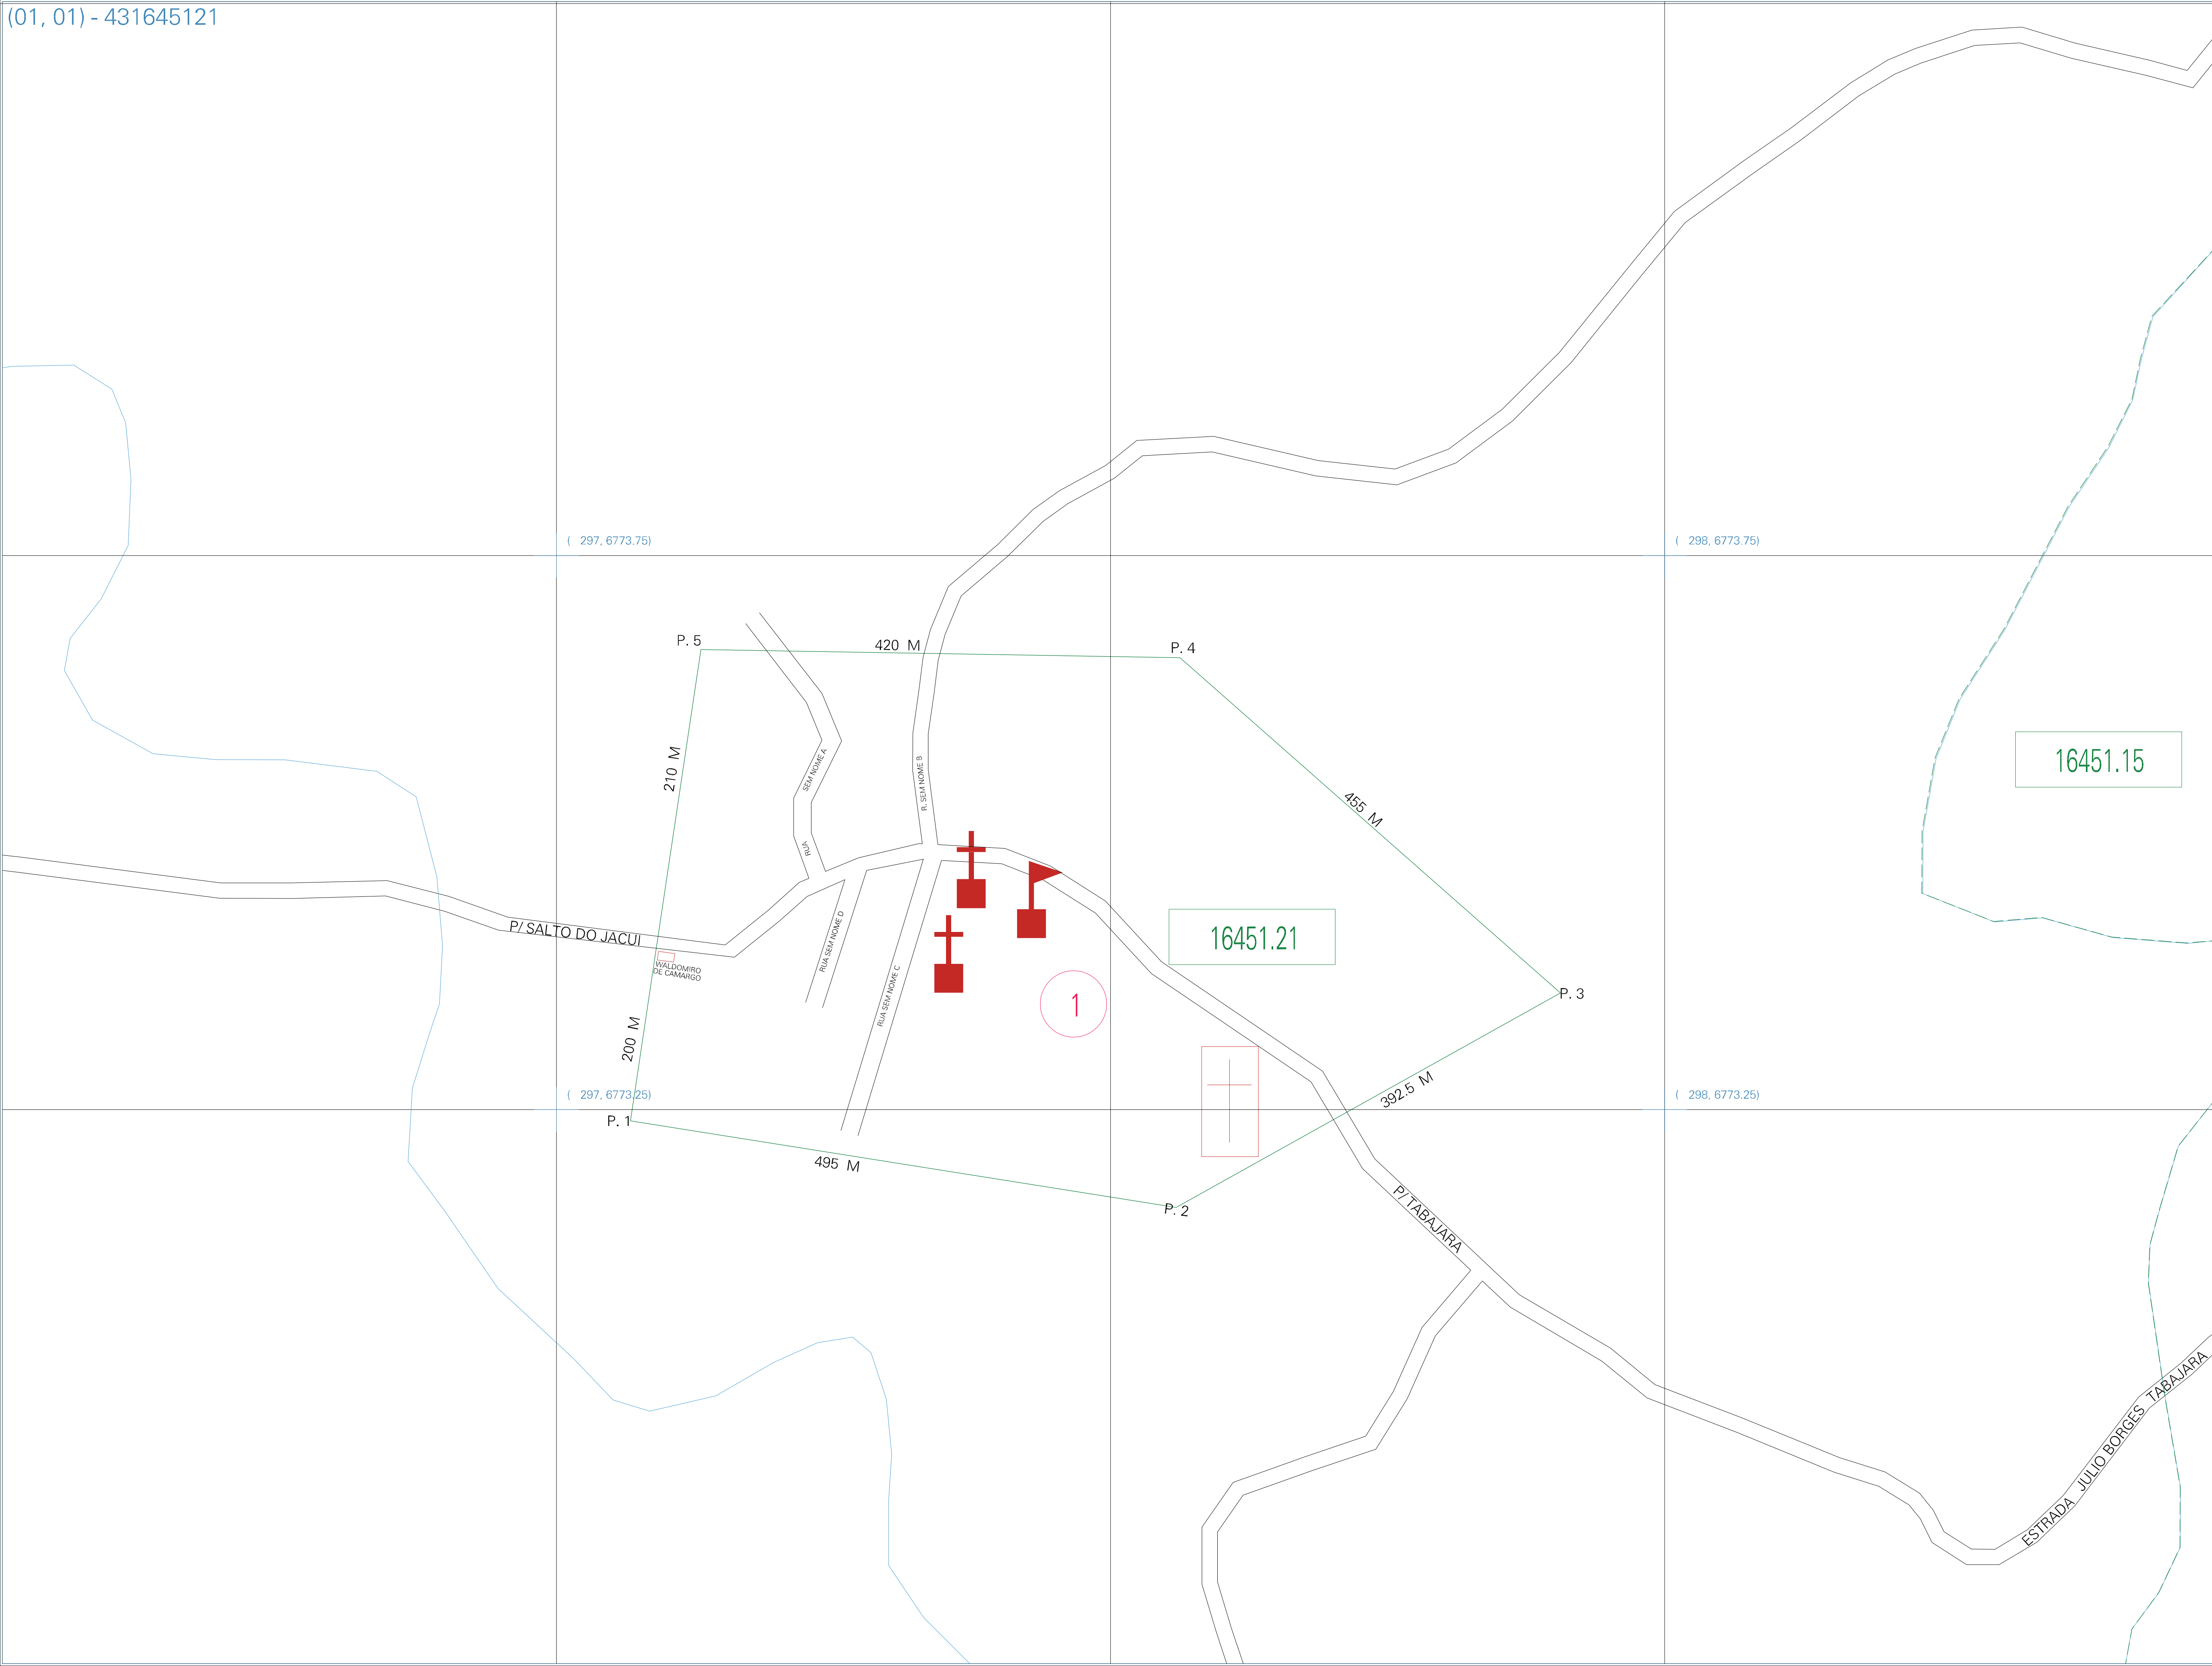 (01, 01) - 431645121
( 297, 6773.75)
( 298, 6773.75)
P. 5
420 M
P. 4
210 M
SEM NOME A
R. SEM NOME B
455 M
16451.15
RUA
P/ SALTO DO JACUI
RUA SEM NOME D
16451.21
WALDOMIRO
DE CAMARGO
RUA SEM NOME C
1
P. 3
200 M
( 297, 6773.25)
( 298, 6773.25)
392.5 M
P. 1
495 M
P. 2
P/ TABAJARA
ESTRADA JULIO BORGES TABAJARA